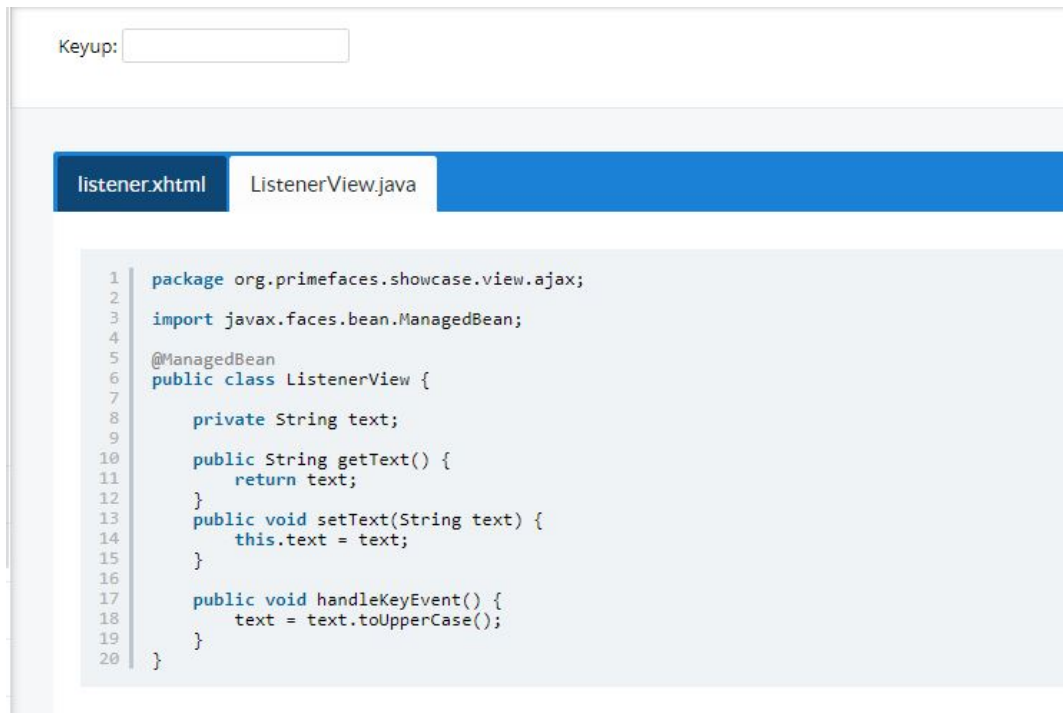 Keyup:
listener.xhtml ListenerView.java
1 package org.primefaces.showcase.view.ajax;
2
3 import javax.faces.bean.ManagedBean;
4
5 @ManagedBean
6 public class ListenerView {
7
8     private String text;
9
10     public String getText() {
11         return text;
12     }
13     public void setText(String text) {
14         this.text = text;
15     }
16
17     public void handleKeyEvent() {
18         text = text.toUpperCase();
19     }
20 }